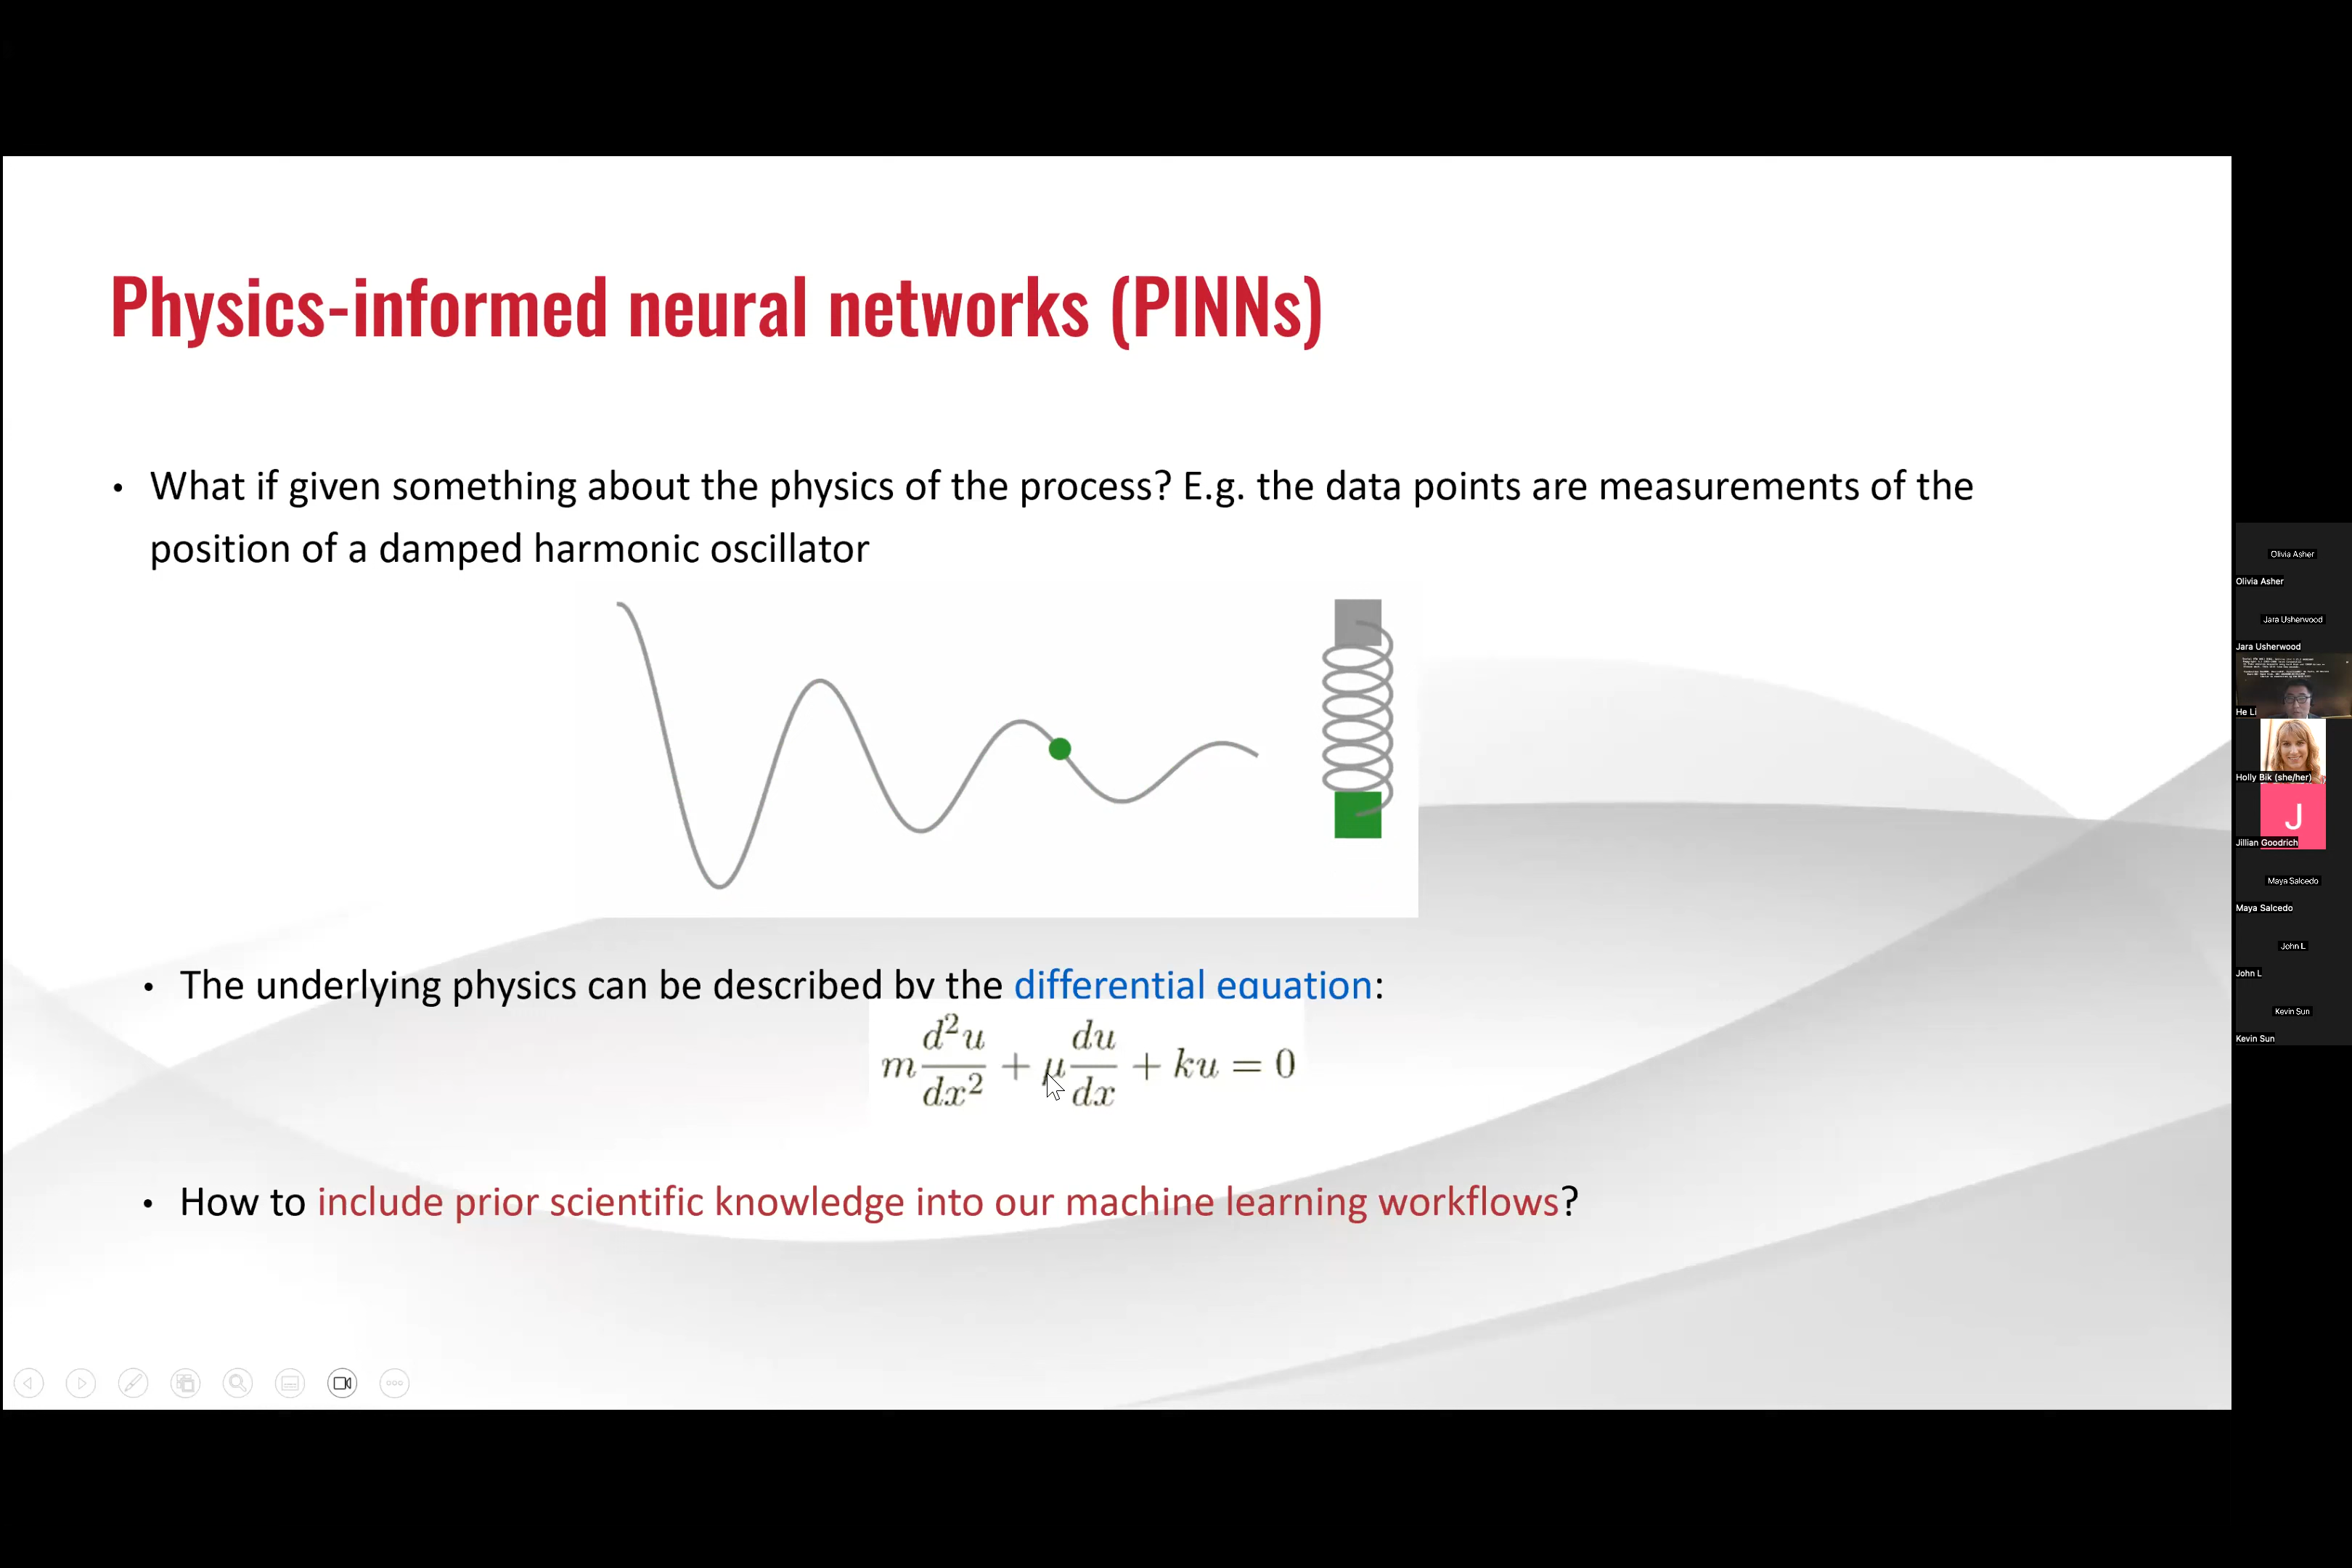 Physics-informed neural networks (PINNs)
• What if given something about the physics of the process? E.g. the data points are measurements of the
position of a damped harmonic oscillator
• The underlying physics can be described by the differential equation:
m d²u/dx² + μ du/dx + ku = 0
• How to include prior scientific knowledge into our machine learning workflows?
Olivia Asher
Olivia Asher
Jara Usherwood
Jara Usherwood
He Li
Holly Bik (she/her)
J
Jillian Goodrich
Maya Salcedo
Maya Salcedo
John L
John L
Kevin Sun
Kevin Sun